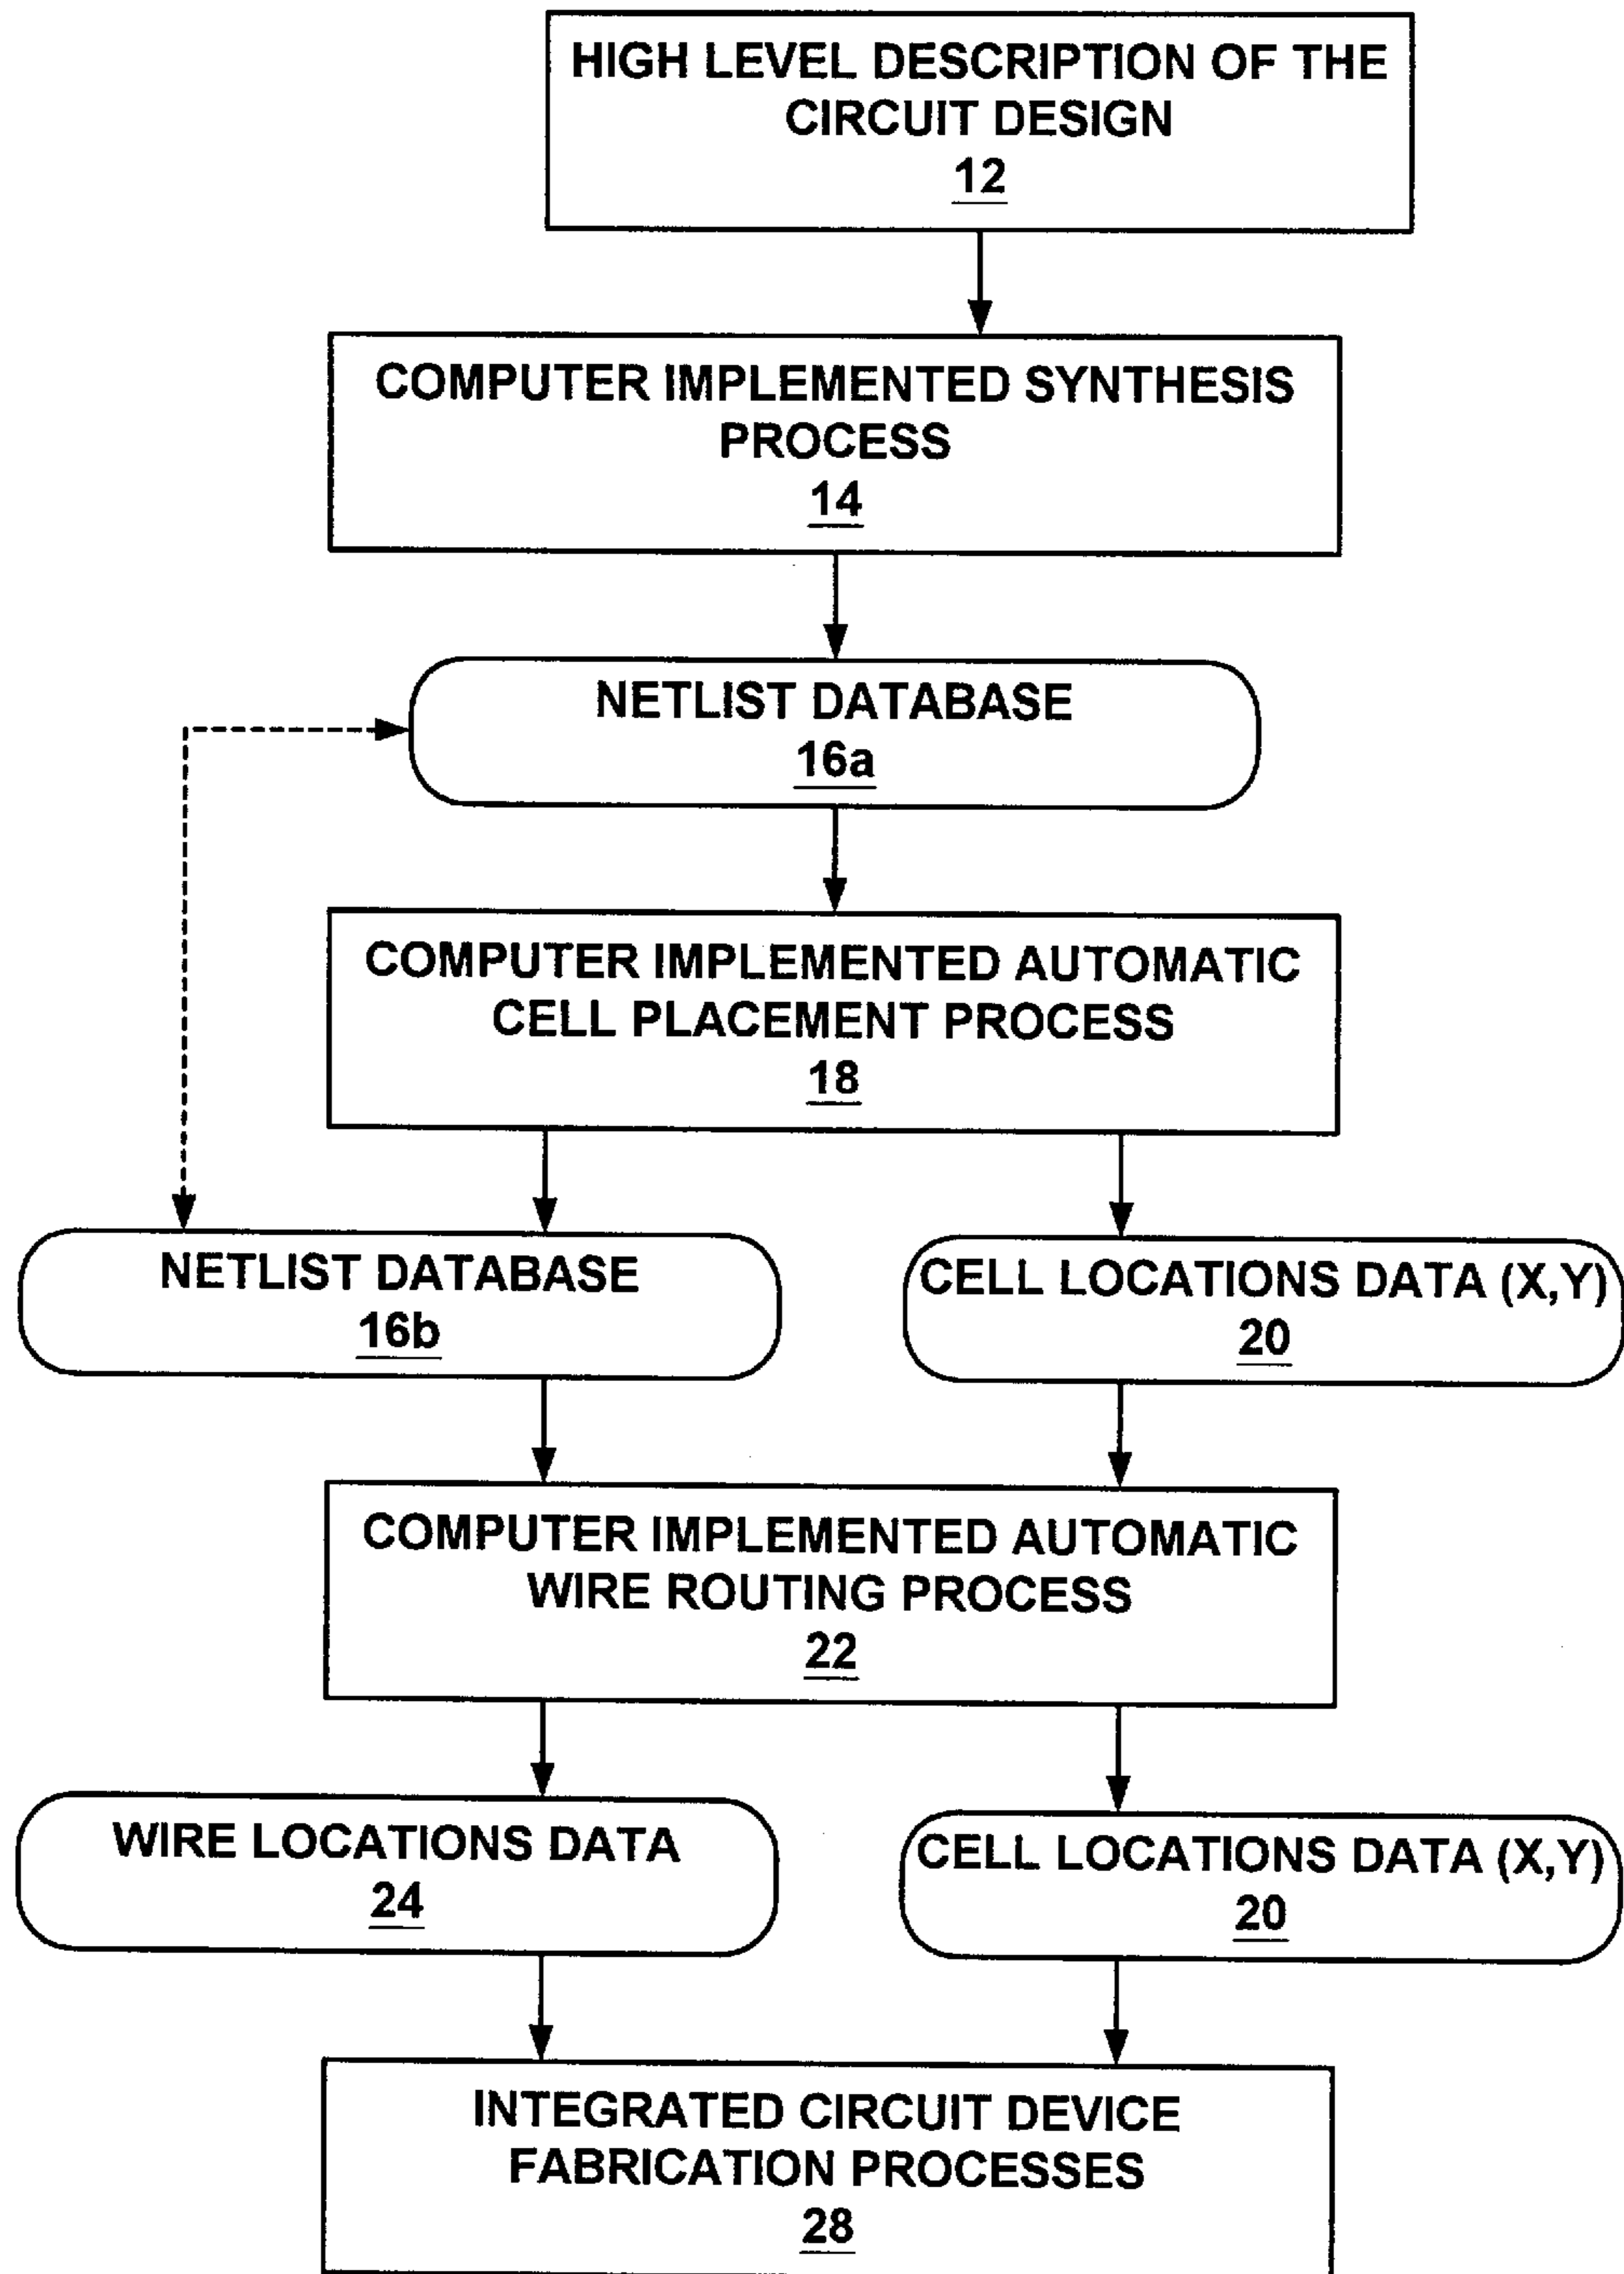 HIGH LEVEL DESCRIPTION OF THE
CIRCUIT DESIGN
12
COMPUTER IMPLEMENTED SYNTHESIS
PROCESS
14
NETLIST DATABASE
16a
COMPUTER IMPLEMENTED AUTOMATIC
CELL PLACEMENT PROCESS
18
NETLIST DATABASE
16b
CELL LOCATIONS DATA (X,Y)
20
COMPUTER IMPLEMENTED AUTOMATIC
WIRE ROUTING PROCESS
22
WIRE LOCATIONS DATA
24
CELL LOCATIONS DATA (X,Y)
20
INTEGRATED CIRCUIT DEVICE
FABRICATION PROCESSES
28